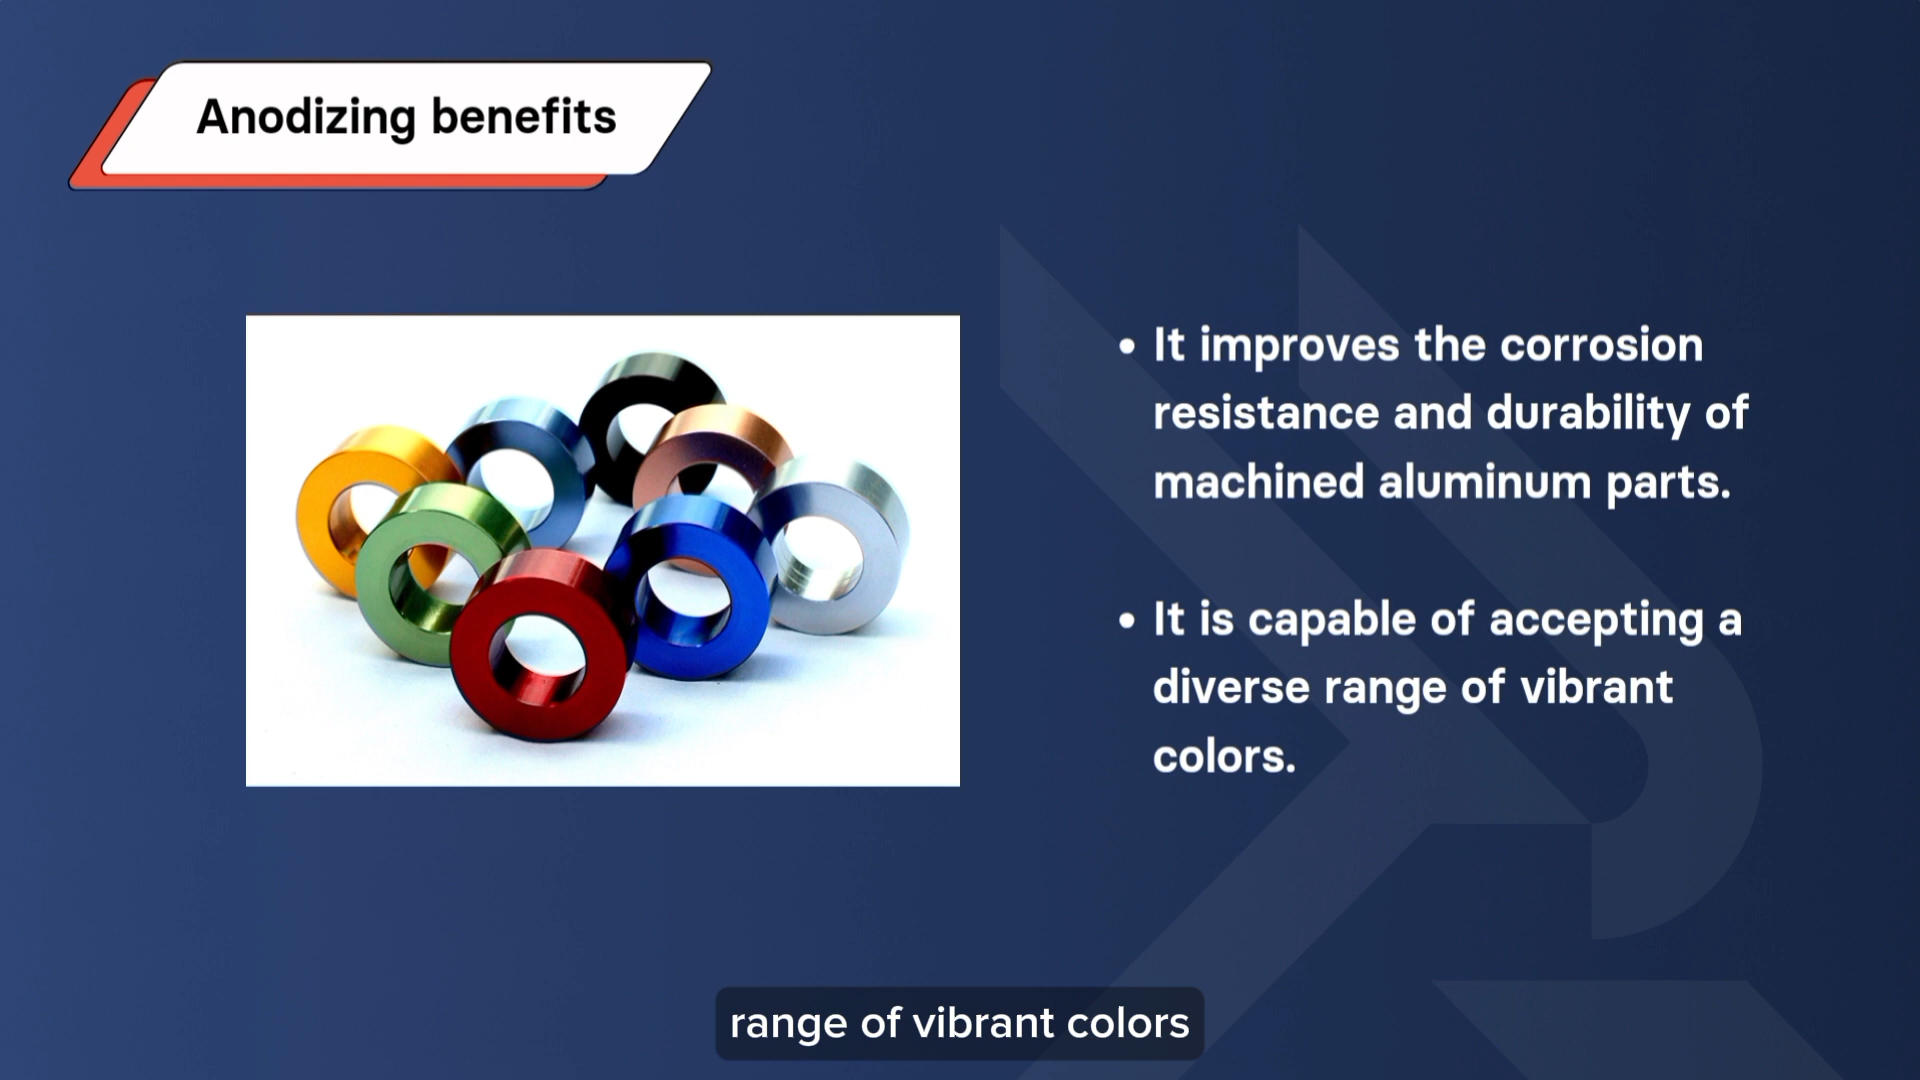 Anodizing benefits
• It improves the corrosion
resistance and durability of
machined aluminum parts.
• It is capable of accepting a
diverse range of vibrant
colors.
range of vibrant colors